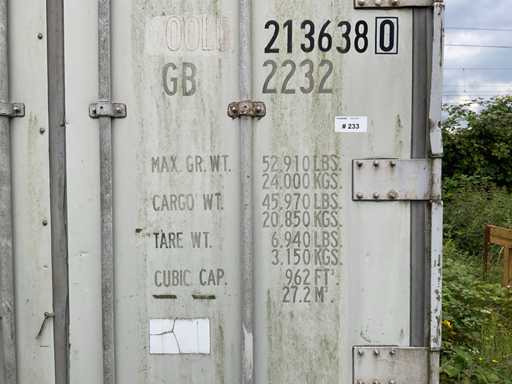 213638 0
GB 2232
# 233
MAX. GR. WT. 52.910 LBS.
24.000 KGS.
CARGO WT. 45.970 LBS.
20.850 KGS.
TARE WT. 6.940 LBS.
3.150 KGS.
CUBIC CAP. 962 FT³
27.2 M³.